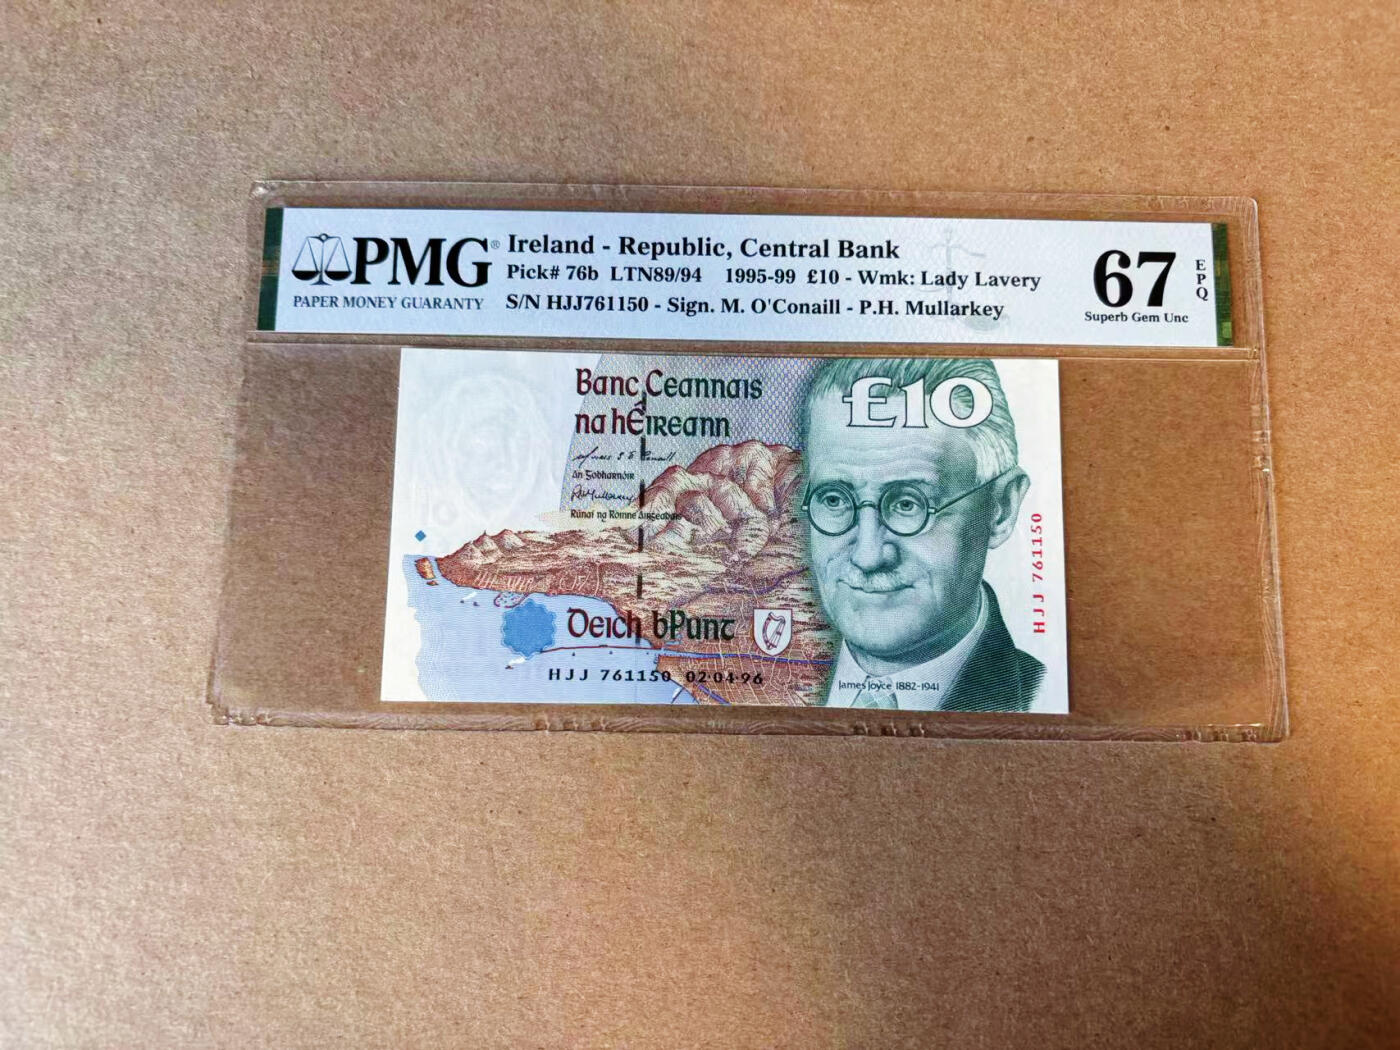 PMG®
PAPER MONEY GUARANTY
Ireland - Republic, Central Bank
Pick# 76b LTN89/94 1995-99 £10 - Wmk: Lady Lavery
S/N HJJ761150 - Sign. M. O'Conaill - P.H. Mullarkey
67
EPQ
Superb Gem Unc
Banc Ceannais
na hÉireann
£10
An Gobharnóir
Rúnaí na Roinne Airgeadais
Deich bPunt
HJJ 761150 02·04·96
James Joyce 1882-1941
HJJ 761150